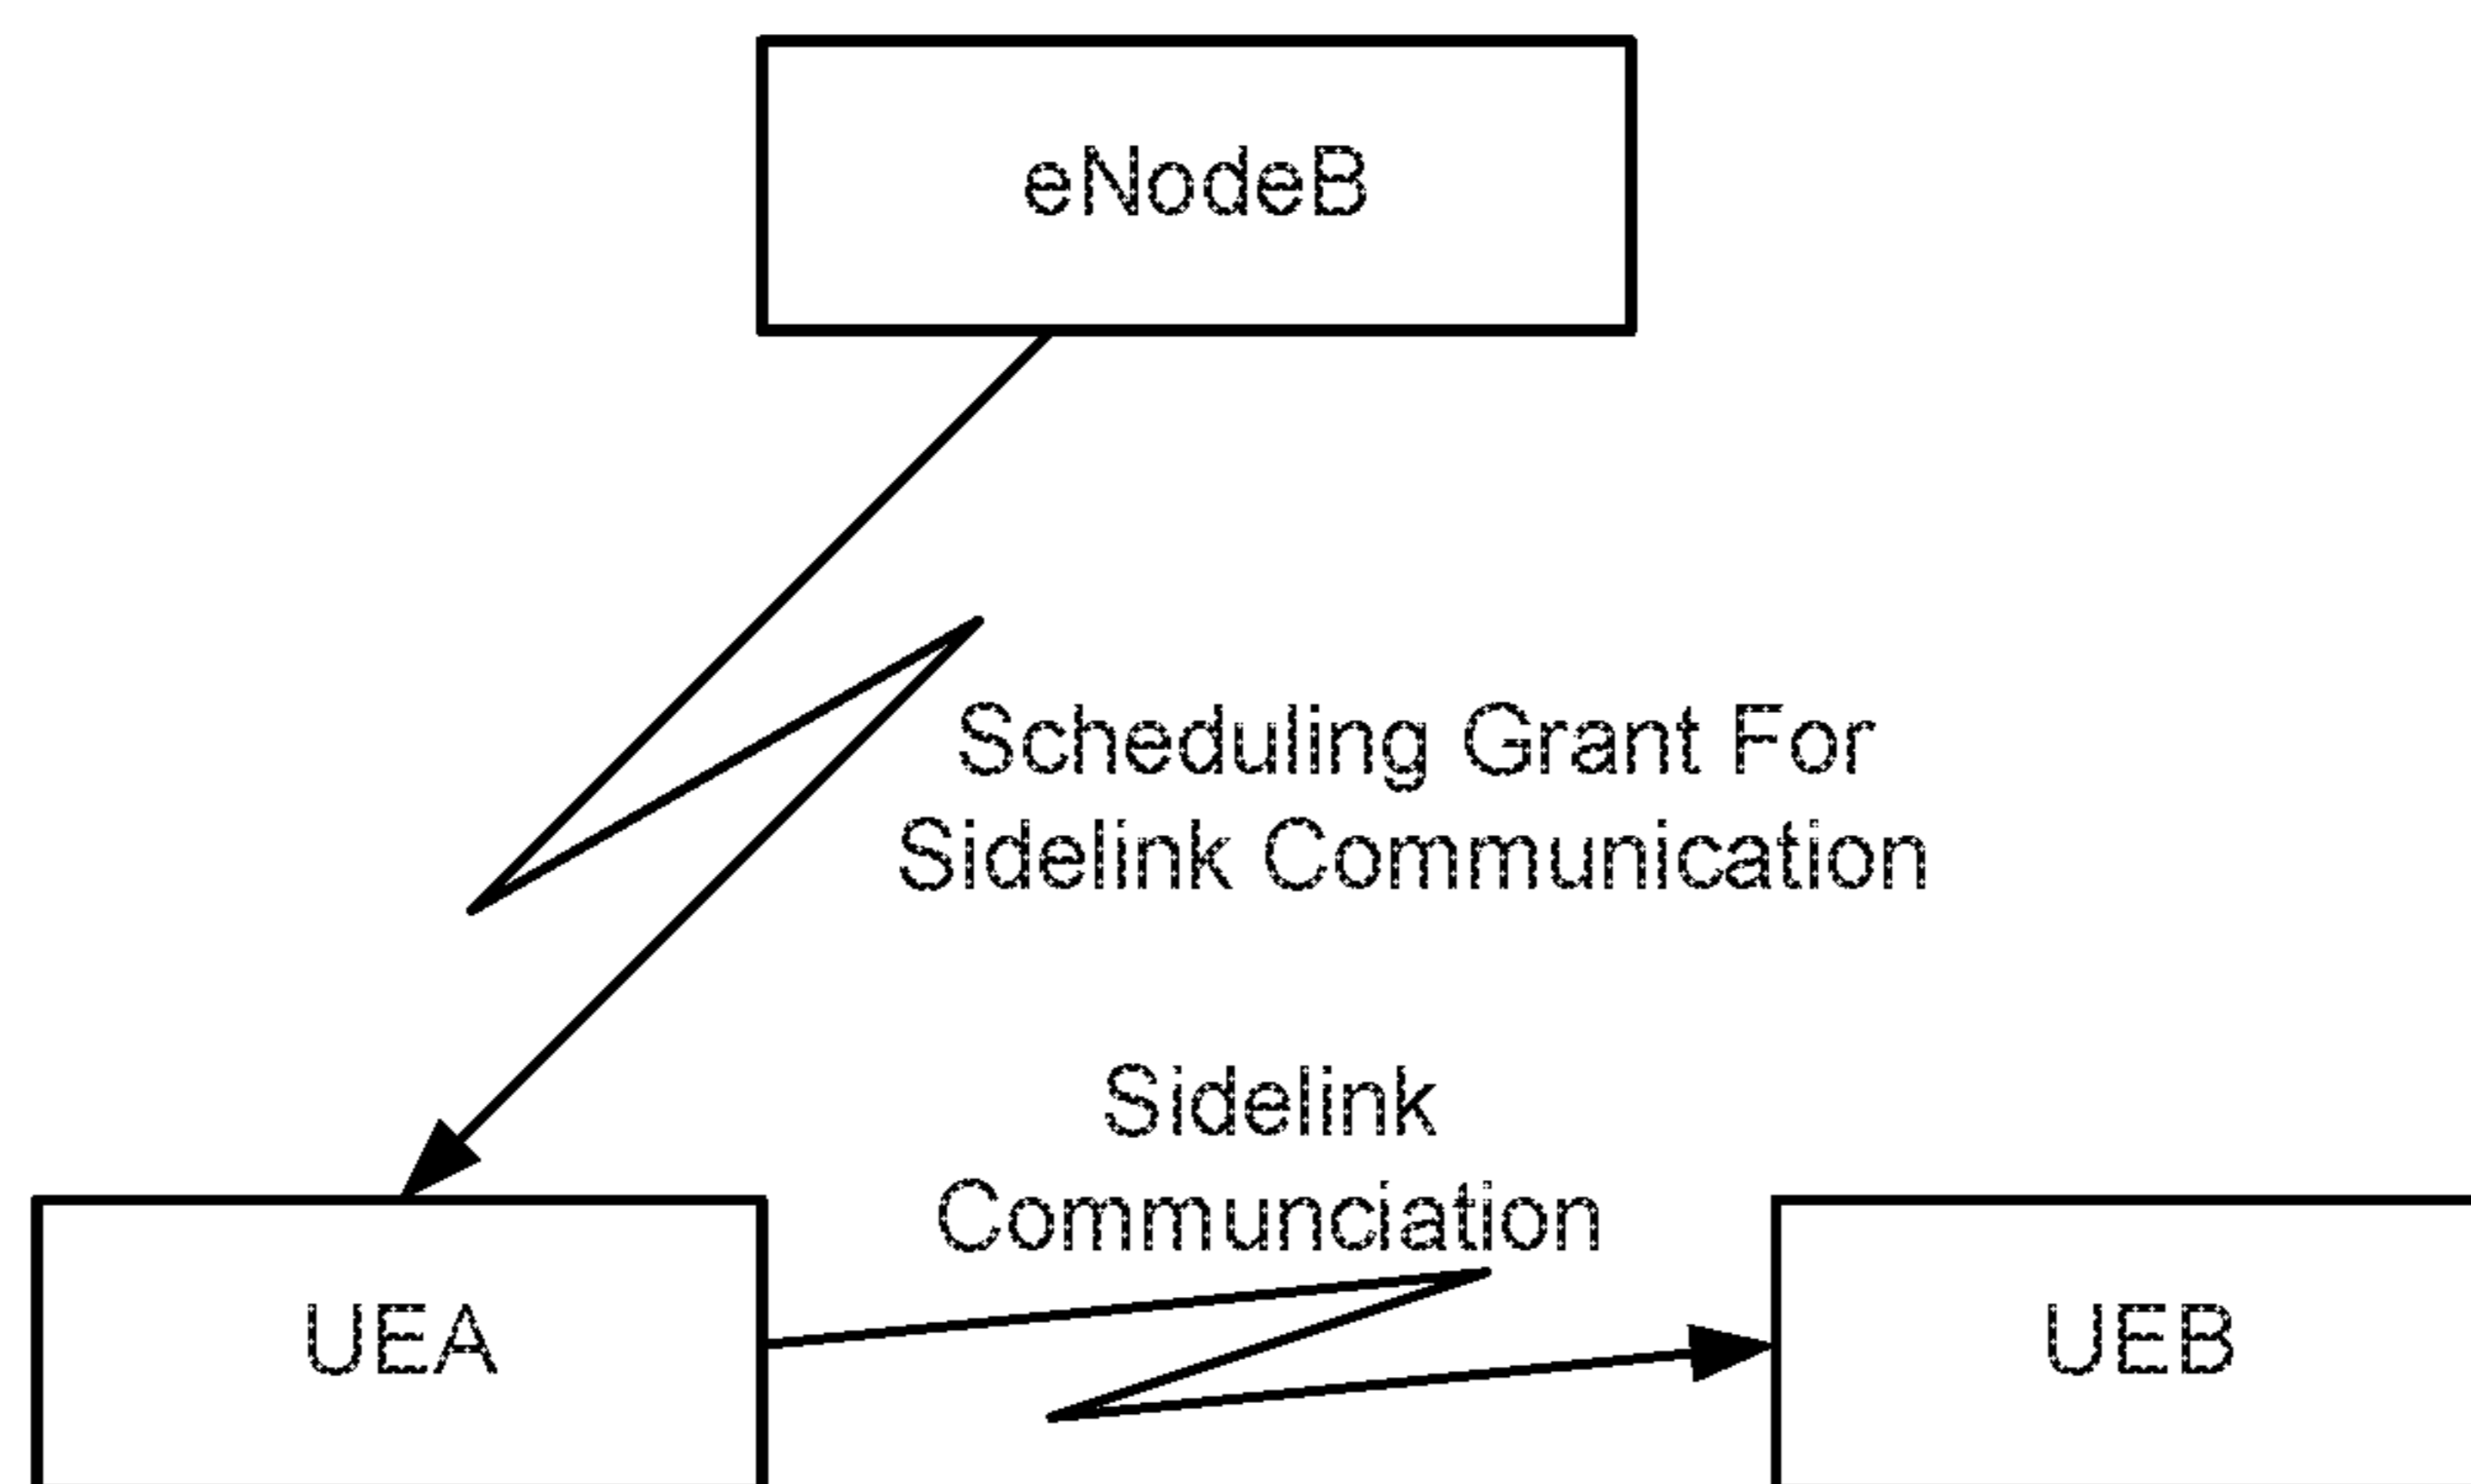 eNodeB
Scheduling Grant For
Sidelink Communication
Sidelink
Communciation
UEA
UEB